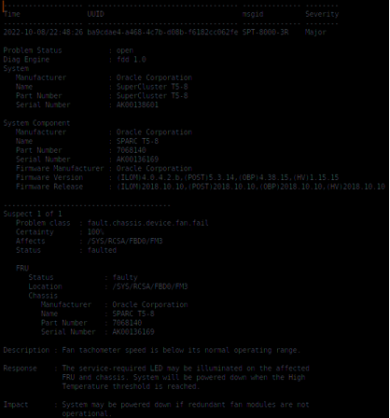 ------------------- ------------------------------------ -------------- --------
Time UUID msgid Severity
------------------- ------------------------------------ -------------- --------
2022-10-08/22:48:26 SPT-8000-3R Major

Problem Status : open
Diag Engine : fdd 1.0
System
Manufacturer : Oracle Corporation
Name : SuperCluster T5-8
Part Number : SuperCluster T5-8
Serial Number : AK00138601

System Component
Manufacturer : Oracle Corporation
Name : SPARC T5-8
Part Number : 7068140
Serial Number : AK00136169
Firmware Manufacturer : Oracle Corporation
Firmware Version : (ILOM)4.0.4.2.b,(POST)5.3.14,(OBP)4.38.15,(HV)1.15.15
Firmware Release : (ILOM)2018.10.10,(POST)2018.10.10,(OBP)2018.10.10,(HV)2018.10.10

----------------------------------------
Suspect 1 of 1
Problem class : fault.chassis.device.fan.fail
Certainty : 100%
Affects : /SYS/RCSA/FBD0/FM3
Status : faulted

FRU
Status : faulty
Location : /SYS/RCSA/FBD0/FM3
Chassis
Manufacturer : Oracle Corporation
Name : SPARC T5-8
Part Number : 7068140
Serial Number : AK00136169

Description : Fan tachometer speed is below its normal operating range.

Response : The service-required LED may be illuminated on the affected
FRU and chassis. System will be powered down when the High
Temperature threshold is reached.

Impact : System may be powered down if redundant fan modules are not
operational.